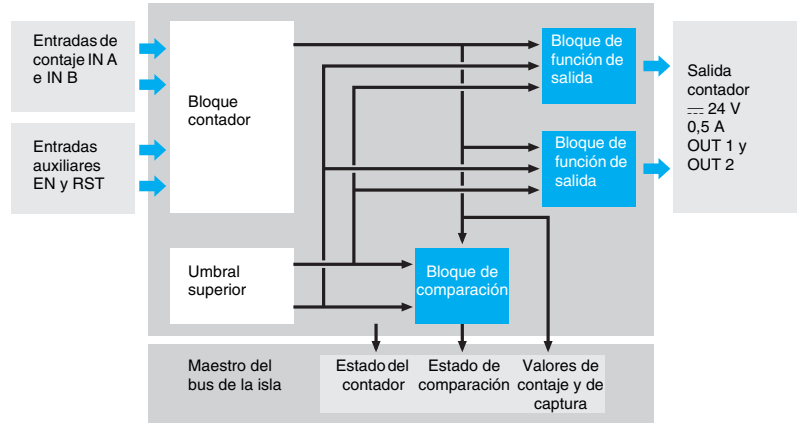 Entradas de
contaje IN A
e IN B
Entradas
auxiliares
EN y RST
Bloque
contador
Umbral
superior
Bloque de
función de
salida
Bloque de
función de
salida
Bloque de
comparación
Salida
contador
⎓ 24 V
0,5 A
OUT 1 y
OUT 2
Maestro del
bus de la isla
Estado del
contador
Estado de
comparación
Valores de
contaje y de
captura